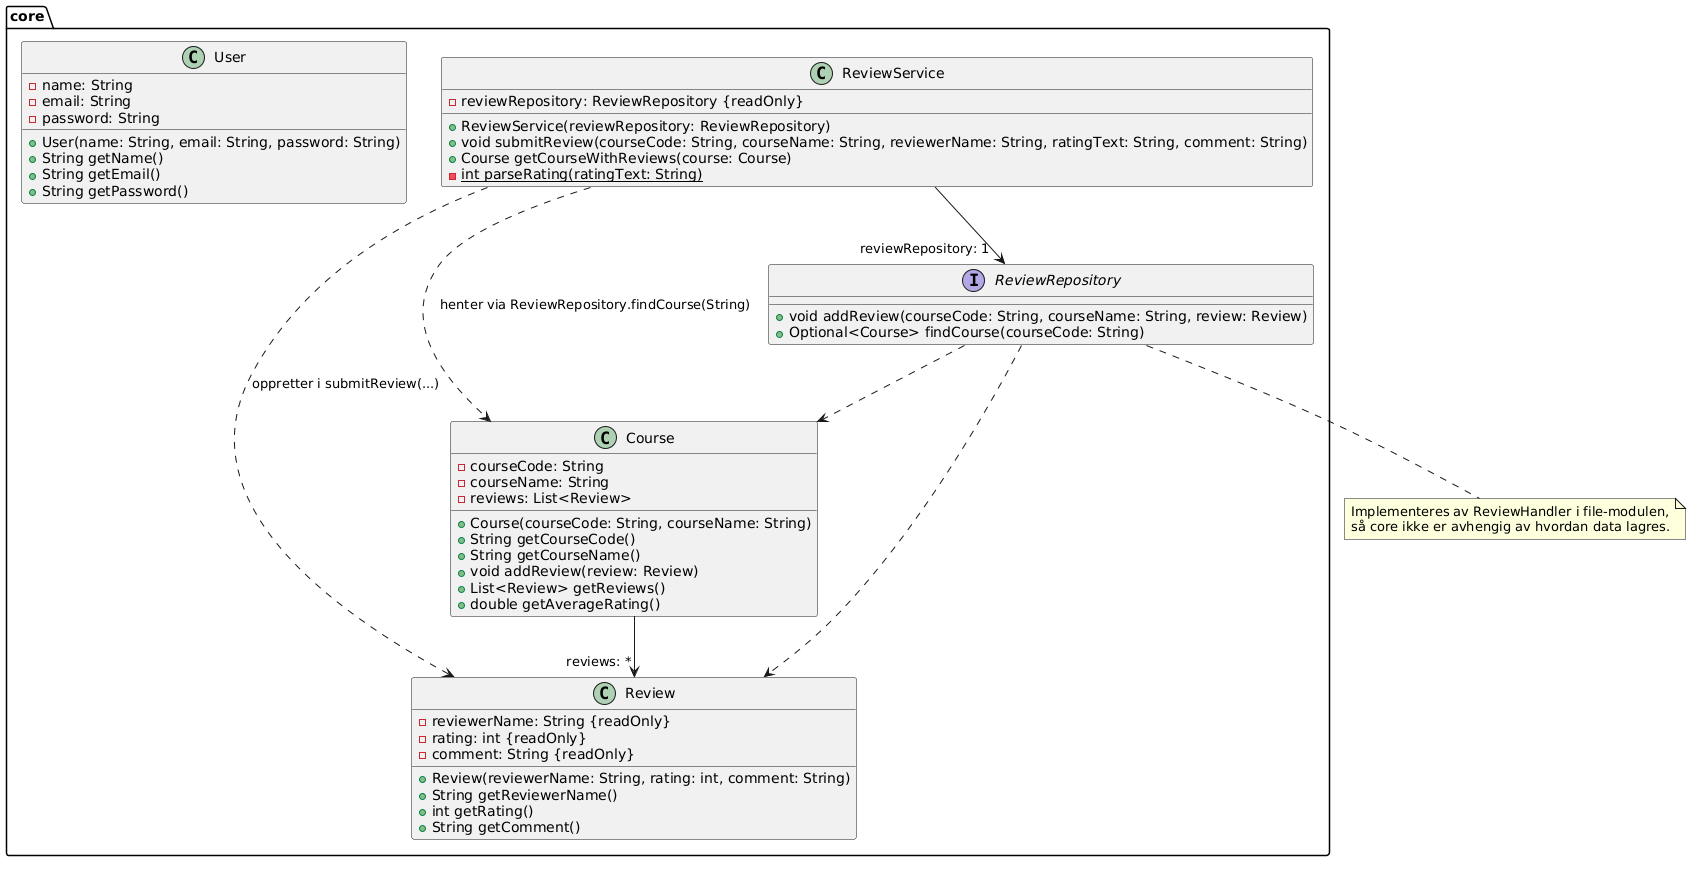 core
C User
name: String
email: String
password: String
User(name: String, email: String, password: String)
String getName()
String getEmail()
String getPassword()
C ReviewService
reviewRepository: ReviewRepository {readOnly}
ReviewService(reviewRepository: ReviewRepository)
void submitReview(courseCode: String, courseName: String, reviewerName: String, ratingText: String, comment: String)
Course getCourseWithReviews(course: Course)
int parseRating(ratingText: String)
reviewRepository: 1
I ReviewRepository
void addReview(courseCode: String, courseName: String, review: Review)
Optional<Course> findCourse(courseCode: String)
henter via ReviewRepository.findCourse(String)
oppretter i submitReview(...)
C Course
courseCode: String
courseName: String
reviews: List<Review>
Course(courseCode: String, courseName: String)
String getCourseCode()
String getCourseName()
void addReview(review: Review)
List<Review> getReviews()
double getAverageRating()
Implementeres av ReviewHandler i file-modulen,
så core ikke er avhengig av hvordan data lagres.
reviews: *
C Review
reviewerName: String {readOnly}
rating: int {readOnly}
comment: String {readOnly}
Review(reviewerName: String, rating: int, comment: String)
String getReviewerName()
int getRating()
String getComment()